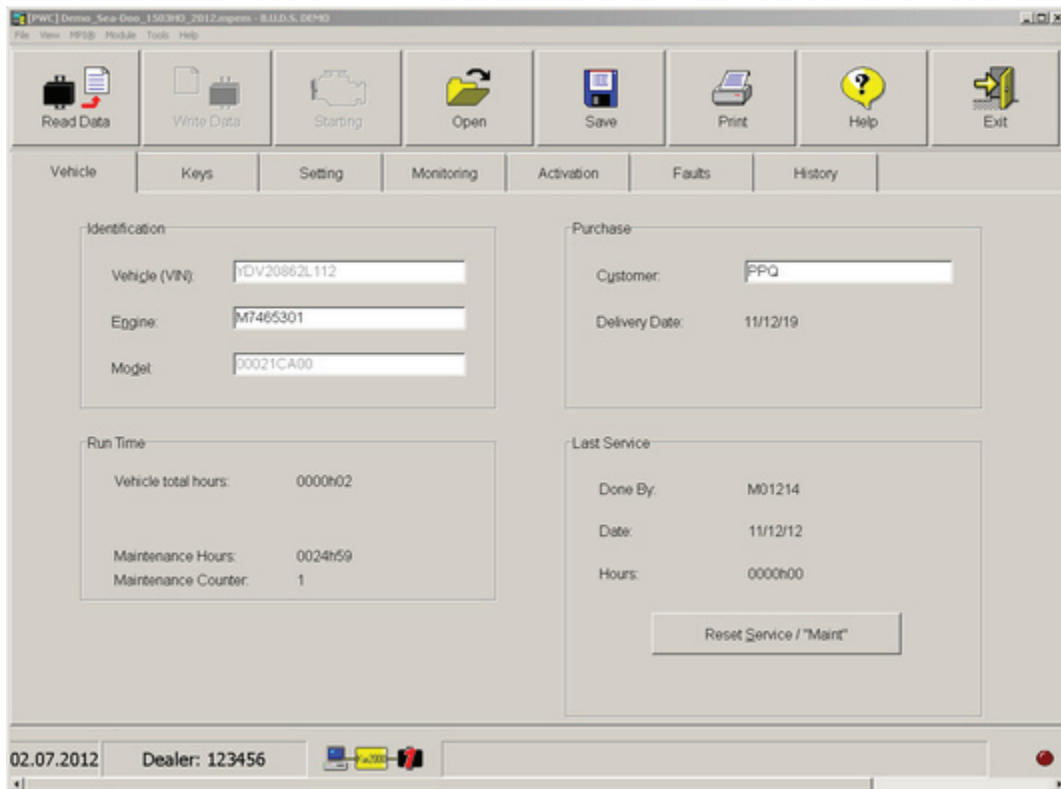 [PWC] Demo_Sea-Doo_1503HO_2012.mpem - B.U.D.S. DEMO
File View MPI® Module Tools Help
Read Data Write Data Starting Open Save Print Help Exit
Vehicle Keys Setting Monitoring Activation Faults History
Identification
Vehicle (VIN): YDV20862L112
Engine: M7465301
Model: 00021CA00
Purchase
Customer: PPQ
Delivery Date: 11/12/19
Run Time
Vehicle total hours: 0000h02
Maintenance Hours: 0024h59
Maintenance Counter: 1
Last Service
Done By: M01214
Date: 11/12/12
Hours: 0000h00
Reset Service / "Maint"
02.07.2012 Dealer: 123456